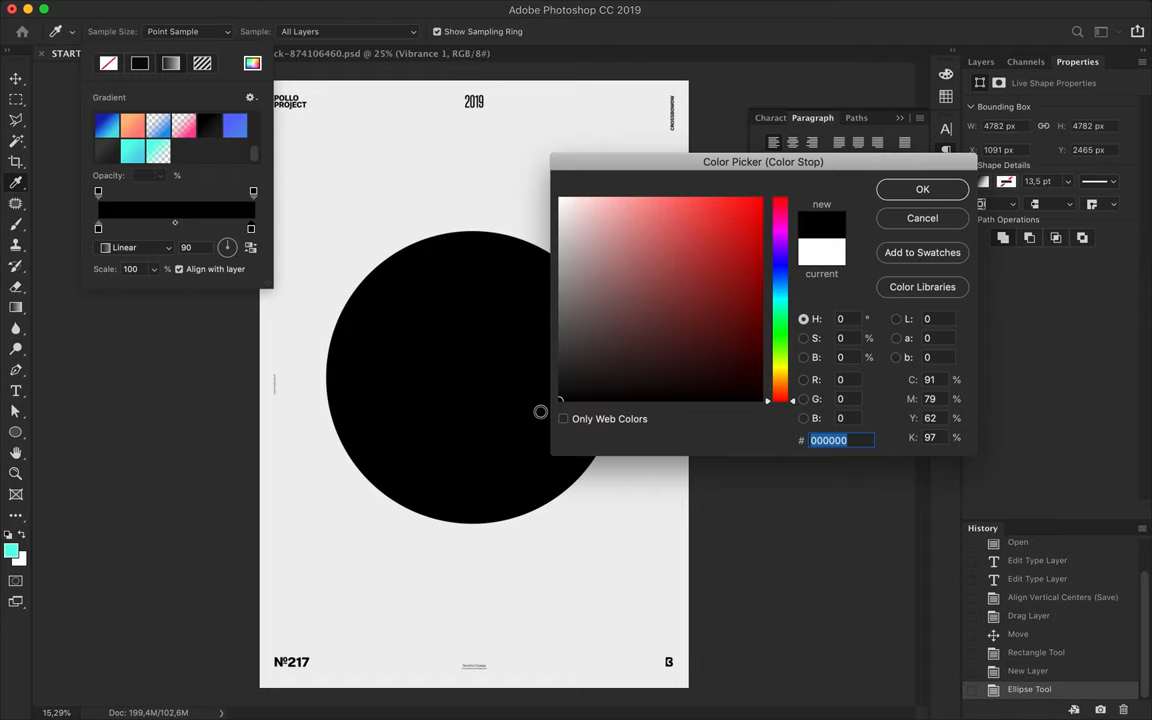 Adobe Photoshop CC 2019
Sample Size: Point Sample Sample: All Layers Show Sampling Ring
START ck-874106460.psd @ 25% (Vibrance 1, RGB/8#)
Gradient
Opacity: %
Linear 90
Scale: 100 % Align with layer
POLLO
PROJECT
2019
CROSSBOWOW
Nº217
B
Charact Paragraph Paths
Color Picker (Color Stop)
new
current
OK
Cancel
Add to Swatches
Color Libraries
H: 0 °
S: 0 %
B: 0 %
R: 0
G: 0
B: 0
# 000000
L: 0
a: 0
b: 0
C: 91 %
M: 79 %
Y: 62 %
K: 97 %
Only Web Colors
Layers Channels Properties
Live Shape Properties
Bounding Box
W: 4782 px H: 4782 px
X: 1091 px Y: 2465 px
Shape Details
13,5 pt
Path Operations
History
Open
Edit Type Layer
Edit Type Layer
Align Vertical Centers (Save)
Drag Layer
Move
Rectangle Tool
New Layer
Ellipse Tool
15,29% Doc: 199,4M/102,6M